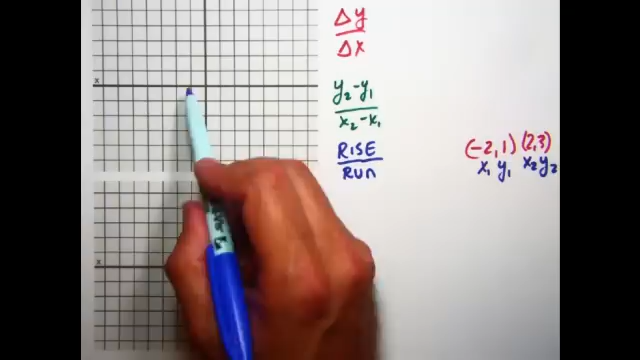 Δy
Δx
x
y₂-y₁
x₂-x₁
RISE
RUN
(-2,1) (2,3)
x₁ y₁ x₂ y₂
x